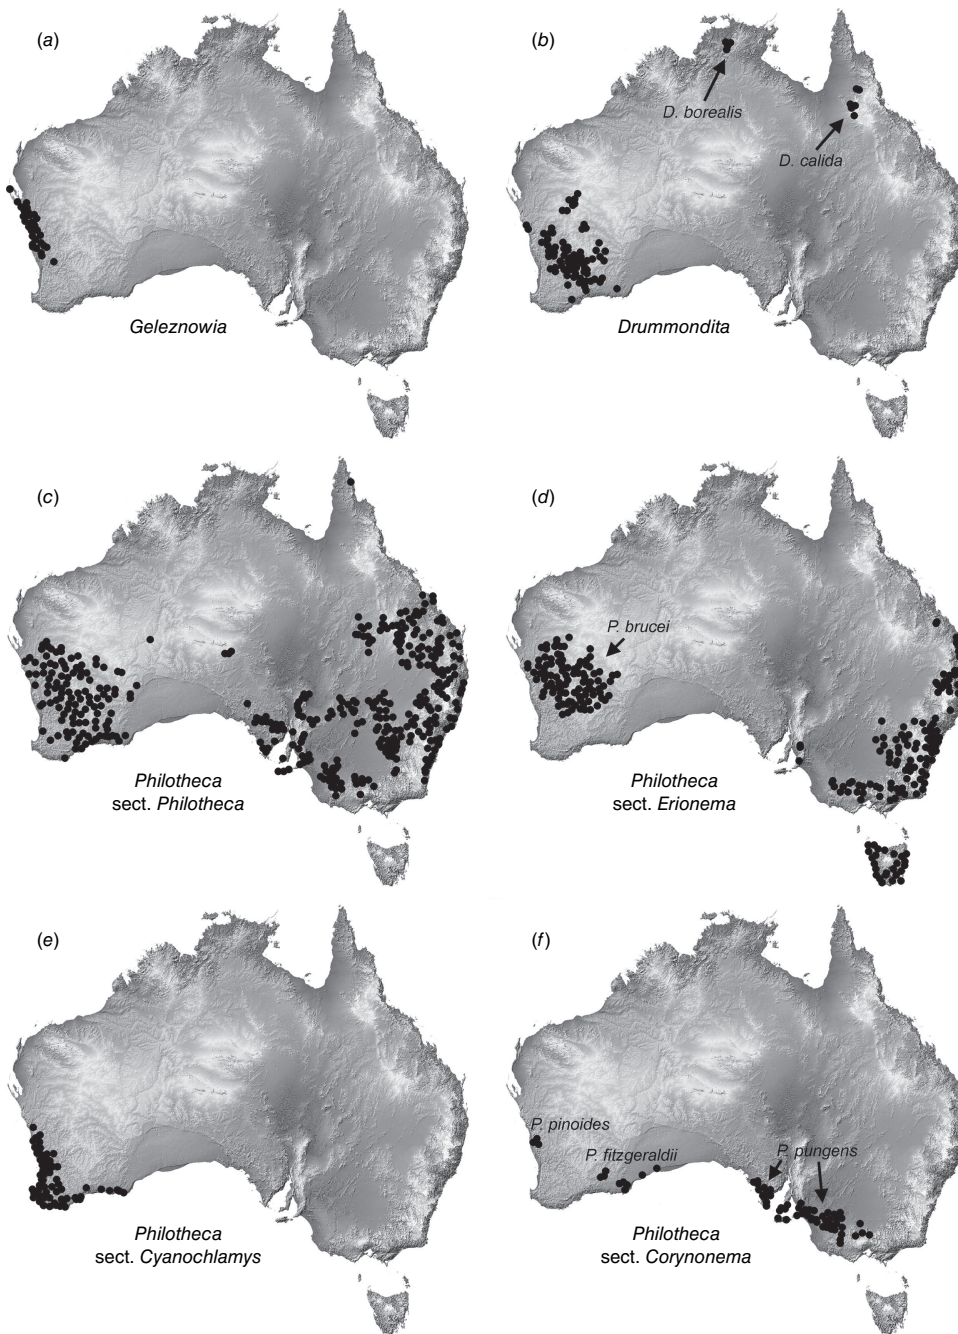 (a)
(b)
D. borealis
D. calida
Geleznowia
Drummondita
(c)
(d)
P. brucei
Philotheca
sect. Philotheca
Philotheca
sect. Erionema
(e)
(f)
P. pinoides
P. fitzgeraldii
P. pungens
Philotheca
sect. Cyanochlamys
Philotheca
sect. Corynonema